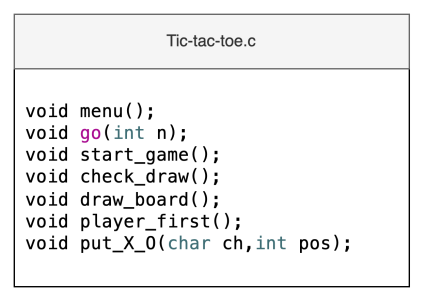 Tic-tac-toe.c
void menu();
void go(int n);
void start_game();
void check_draw();
void draw_board();
void player_first();
void put_X_O(char ch,int pos);